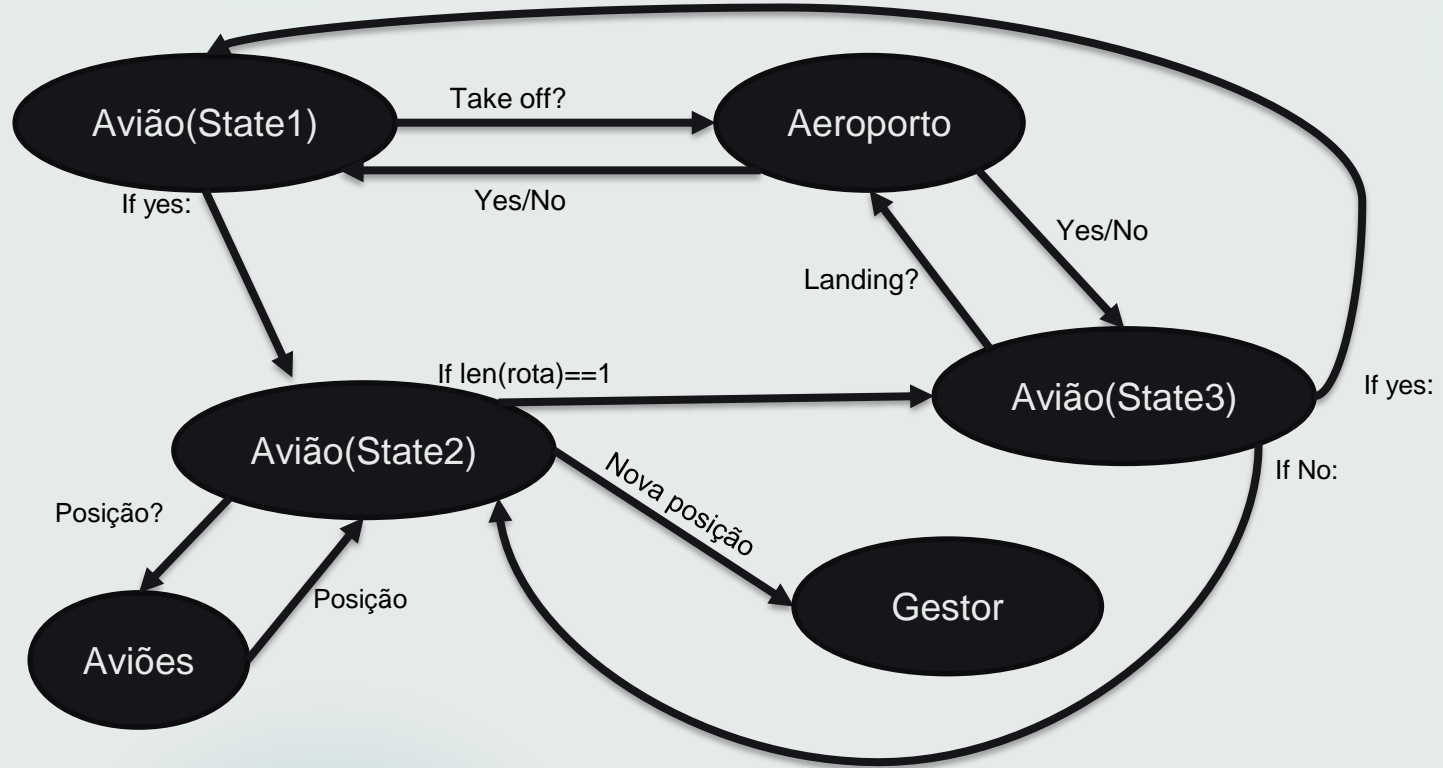 Take off?
Avião(State1)
Aeroporto
Yes/No
If yes:
Yes/No
Landing?
If len(rota)==1
Avião(State3)
If yes:
Avião(State2)
Nova posição
If No:
Posição?
Posição
Gestor
Aviões